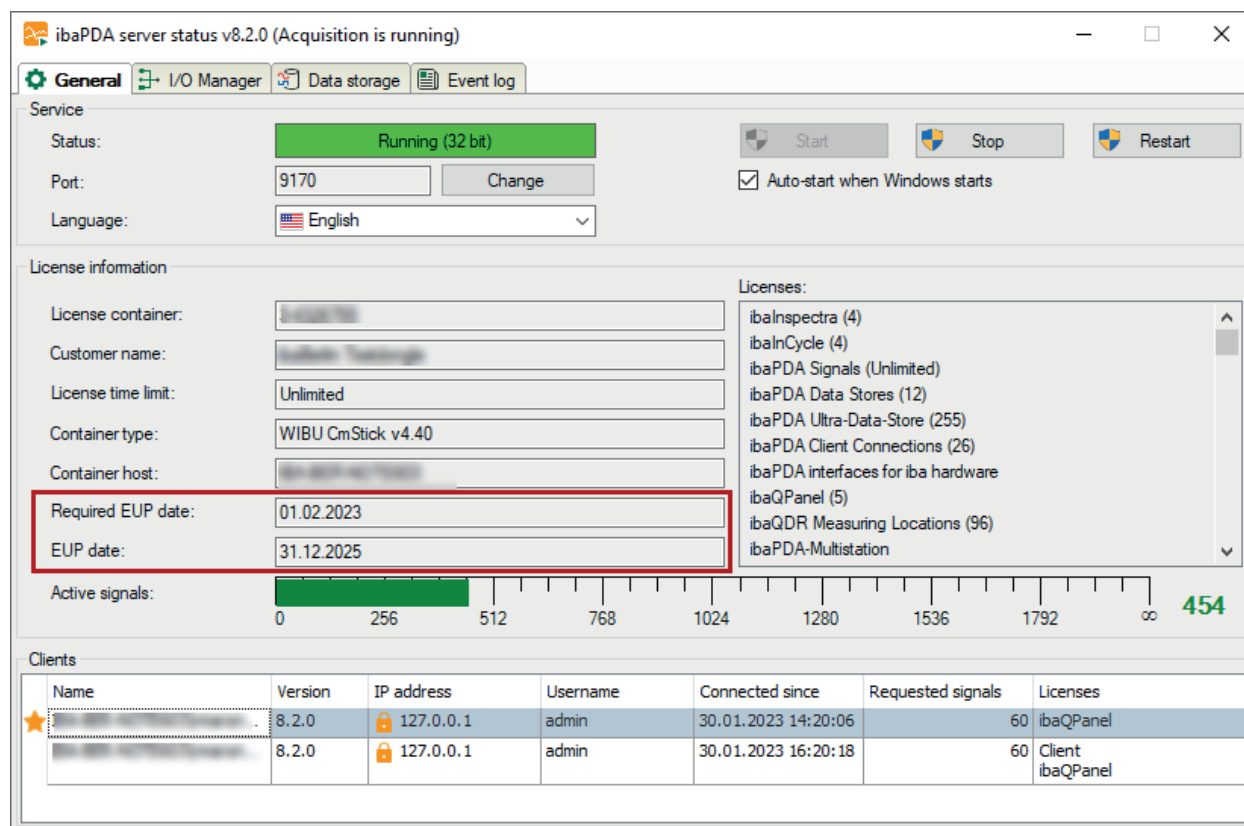 ibaPDA server status v8.2.0 (Acquisition is running)
General I/O Manager Data storage Event log
Service
Status: Running (32 bit) Start Stop Restart
Port: 9170 Change Auto-start when Windows starts
Language: English
License information
Licenses:
License container:
Customer name:
License time limit: Unlimited
Container type: WIBU CmStick v4.40
Container host:
Required EUP date: 01.02.2023
EUP date: 31.12.2025
ibaInspectra (4)
ibaInCycle (4)
ibaPDA Signals (Unlimited)
ibaPDA Data Stores (12)
ibaPDA Ultra-Data-Store (255)
ibaPDA Client Connections (26)
ibaPDA interfaces for iba hardware
ibaQPanel (5)
ibaQDR Measuring Locations (96)
ibaPDA-Multistation
Active signals: 454
0 256 512 768 1024 1280 1536 1792 ∞
Clients
Name Version IP address Username Connected since Requested signals Licenses
8.2.0 127.0.0.1 admin 30.01.2023 14:20:06 60 ibaQPanel
8.2.0 127.0.0.1 admin 30.01.2023 16:20:18 60 Client
ibaQPanel